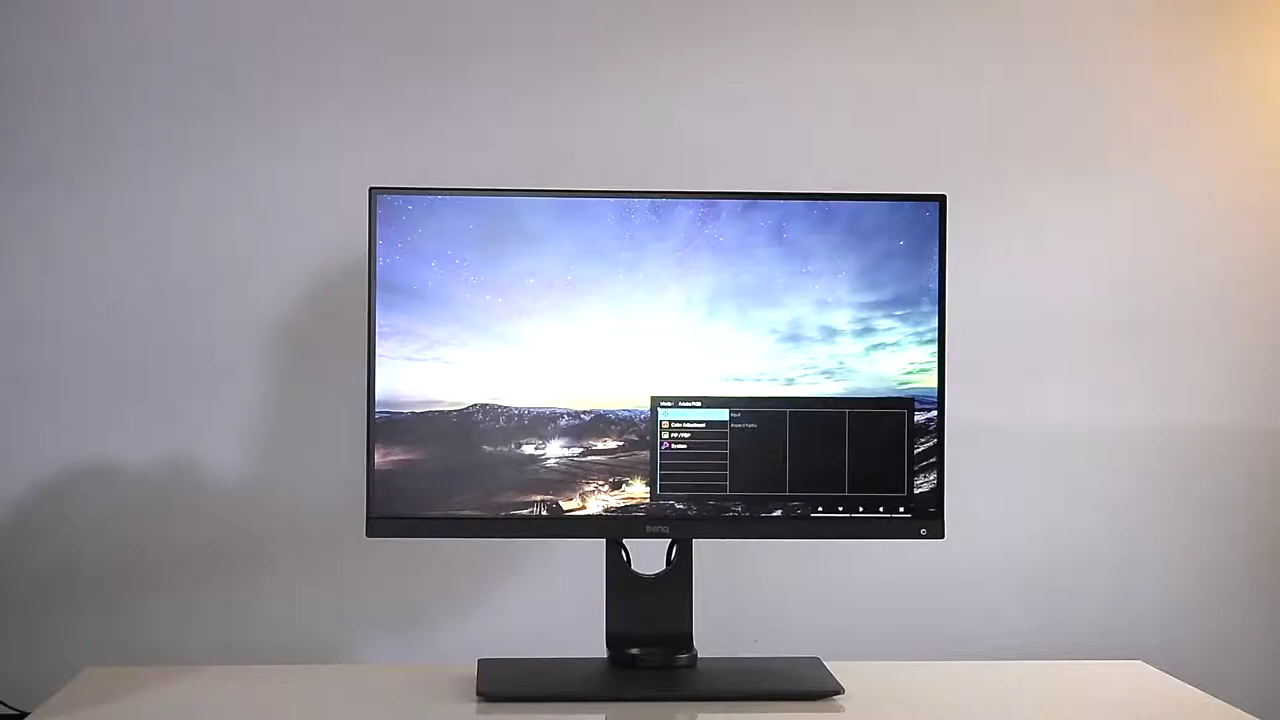 Mode: Adobe RGB
Input
Color Adjustment
Aspect Ratio
PIP / PBP
System
BenQ